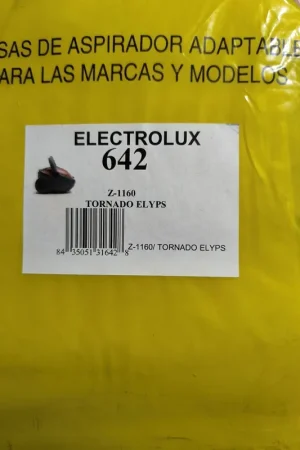 SAS DE ASPIRADOR ADAPTABLE
PARA LAS MARCAS Y MODELOS
ELECTROLUX
642
Z-1160
TORNADO ELYPS
84 35051 31642 8
Z-1160/ TORNADO ELYPS